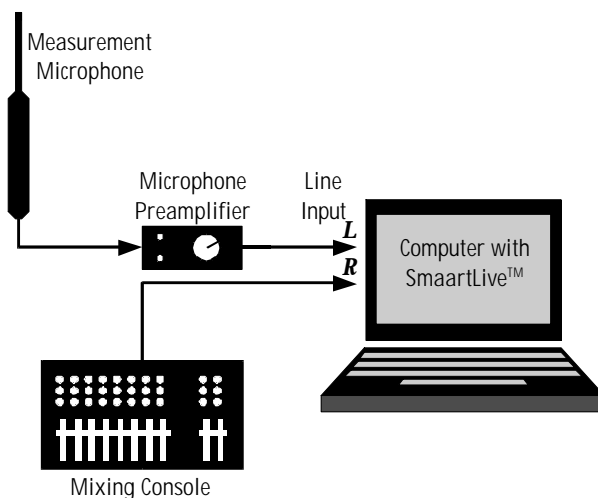 Measurement
Microphone
Microphone
Preamplifier
Line
Input
L
R
Computer with
SmaartLive™
Mixing Console